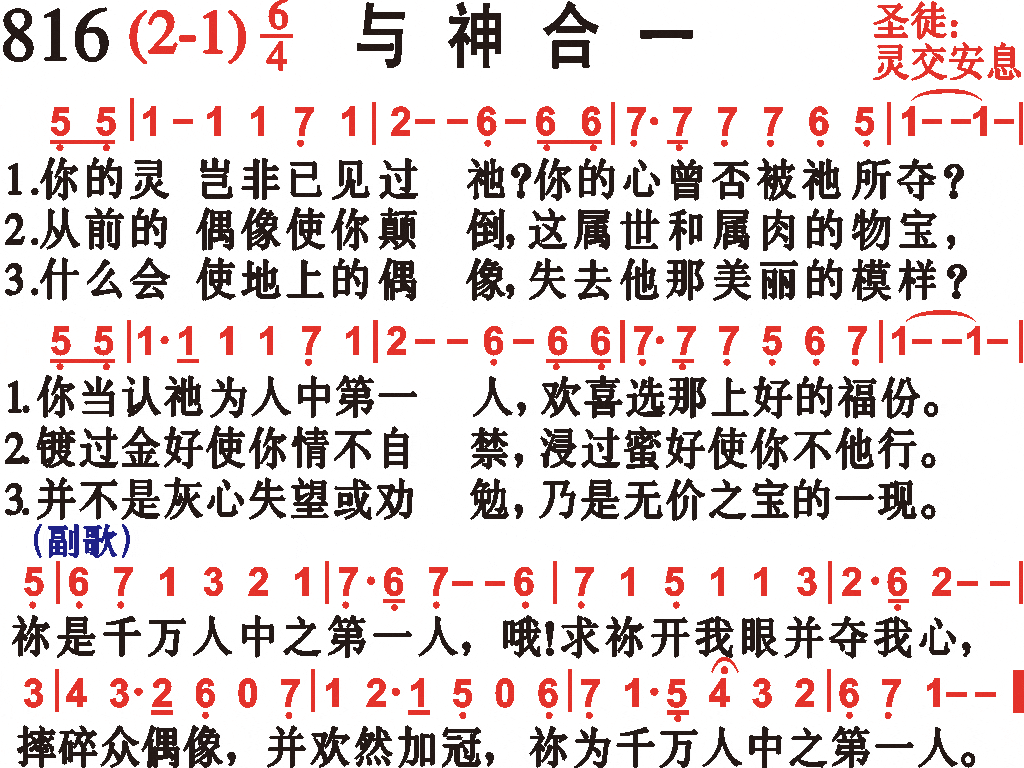 816 (2-1) 6/4 与神合一 圣徒:
灵交安息
5 5|1 - 1 1 7 1|2 - - 6 - 6 6|7· 7 7 7 6 5|1 - - 1 -|
1.你的灵 岂非已见过 祂?你的心曾否被祂所夺?
2.从前的 偶像使你颠 倒,这属世和属肉的物宝,
3.什么会 使地上的偶 像,失去他那美丽的模样?
5 5|1· 1 1 1 7 1|2 - - 6 - 6 6|7· 7 7 5 6 7|1 - - 1 -|
1.你当认祂为人中第一 人,欢喜选那上好的福份。
2.镀过金好使你情不自 禁,浸过蜜好使你不他行。
3.并不是灰心失望或劝 勉,乃是无价之宝的一现。
(副歌)
5|6 7 1 3 2 1|7· 6 7 - - 6|7 1 5 1 1 3|2· 6 2 - -|
祢是千万人中之第一人,哦!求祢开我眼并夺我心,
3|4 3· 2 6 0 7|1 2· 1 5 0 6|7 1· 5 4 3 2|6 7 1 - -
摔碎众偶像,并欢然加冠,祢为千万人中之第一人。